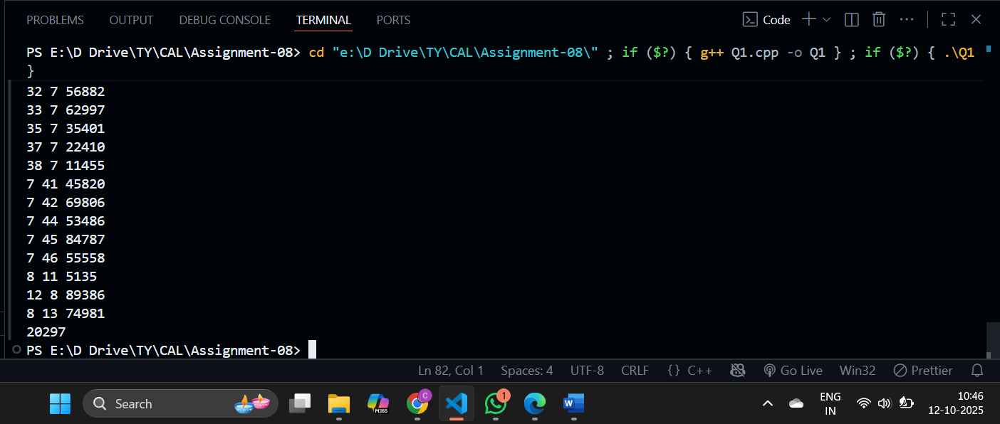 PROBLEMS OUTPUT DEBUG CONSOLE TERMINAL PORTS Code
PS E:\D Drive\TY\CAL\Assignment-08> cd "e:\D Drive\TY\CAL\Assignment-08\" ; if ($?) { g++ Q1.cpp -o Q1 } ; if ($?) { .\Q1
}
32 7 56882
33 7 62997
35 7 35401
37 7 22410
38 7 11455
7 41 45820
7 42 69806
7 44 53486
7 45 84787
7 46 55558
8 11 5135
12 8 89386
8 13 74981
20297
PS E:\D Drive\TY\CAL\Assignment-08>
Ln 82, Col 1 Spaces: 4 UTF-8 CRLF {} C++ Go Live Win32 Prettier
Search M365 C 1 W ENG IN 10:46
12-10-2025